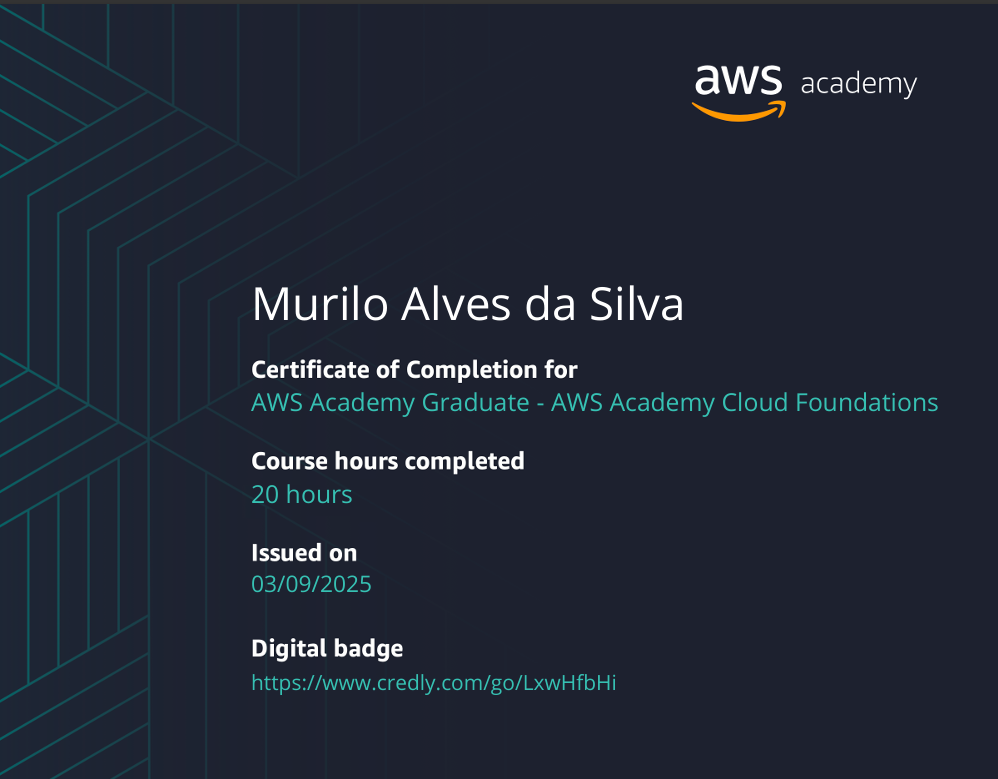 aws academy
Murilo Alves da Silva
Certificate of Completion for
AWS Academy Graduate - AWS Academy Cloud Foundations
Course hours completed
20 hours
Issued on
03/09/2025
Digital badge
https://www.credly.com/go/LxwHfbHi